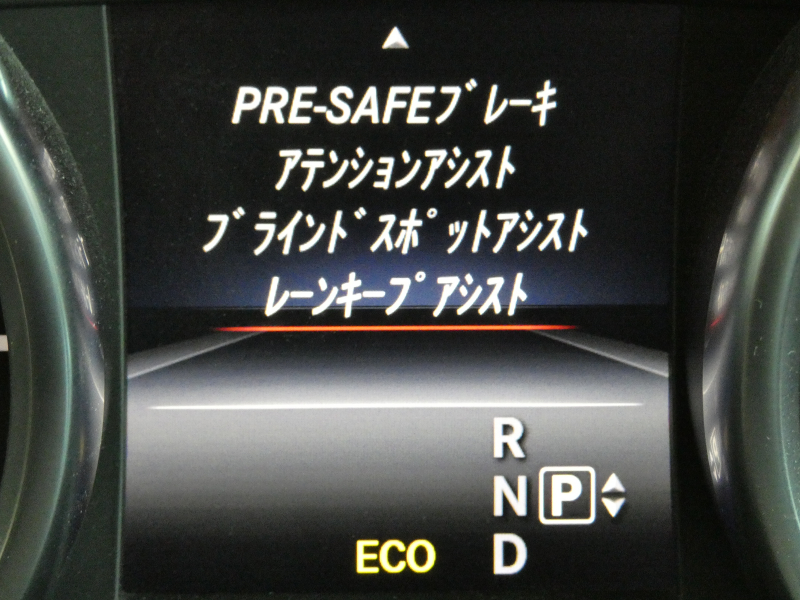 PRE-SAFEブレーキ
アテンションアシスト
ブラインドスポットアシスト
レーンキープアシスト
R
N P
ECO D